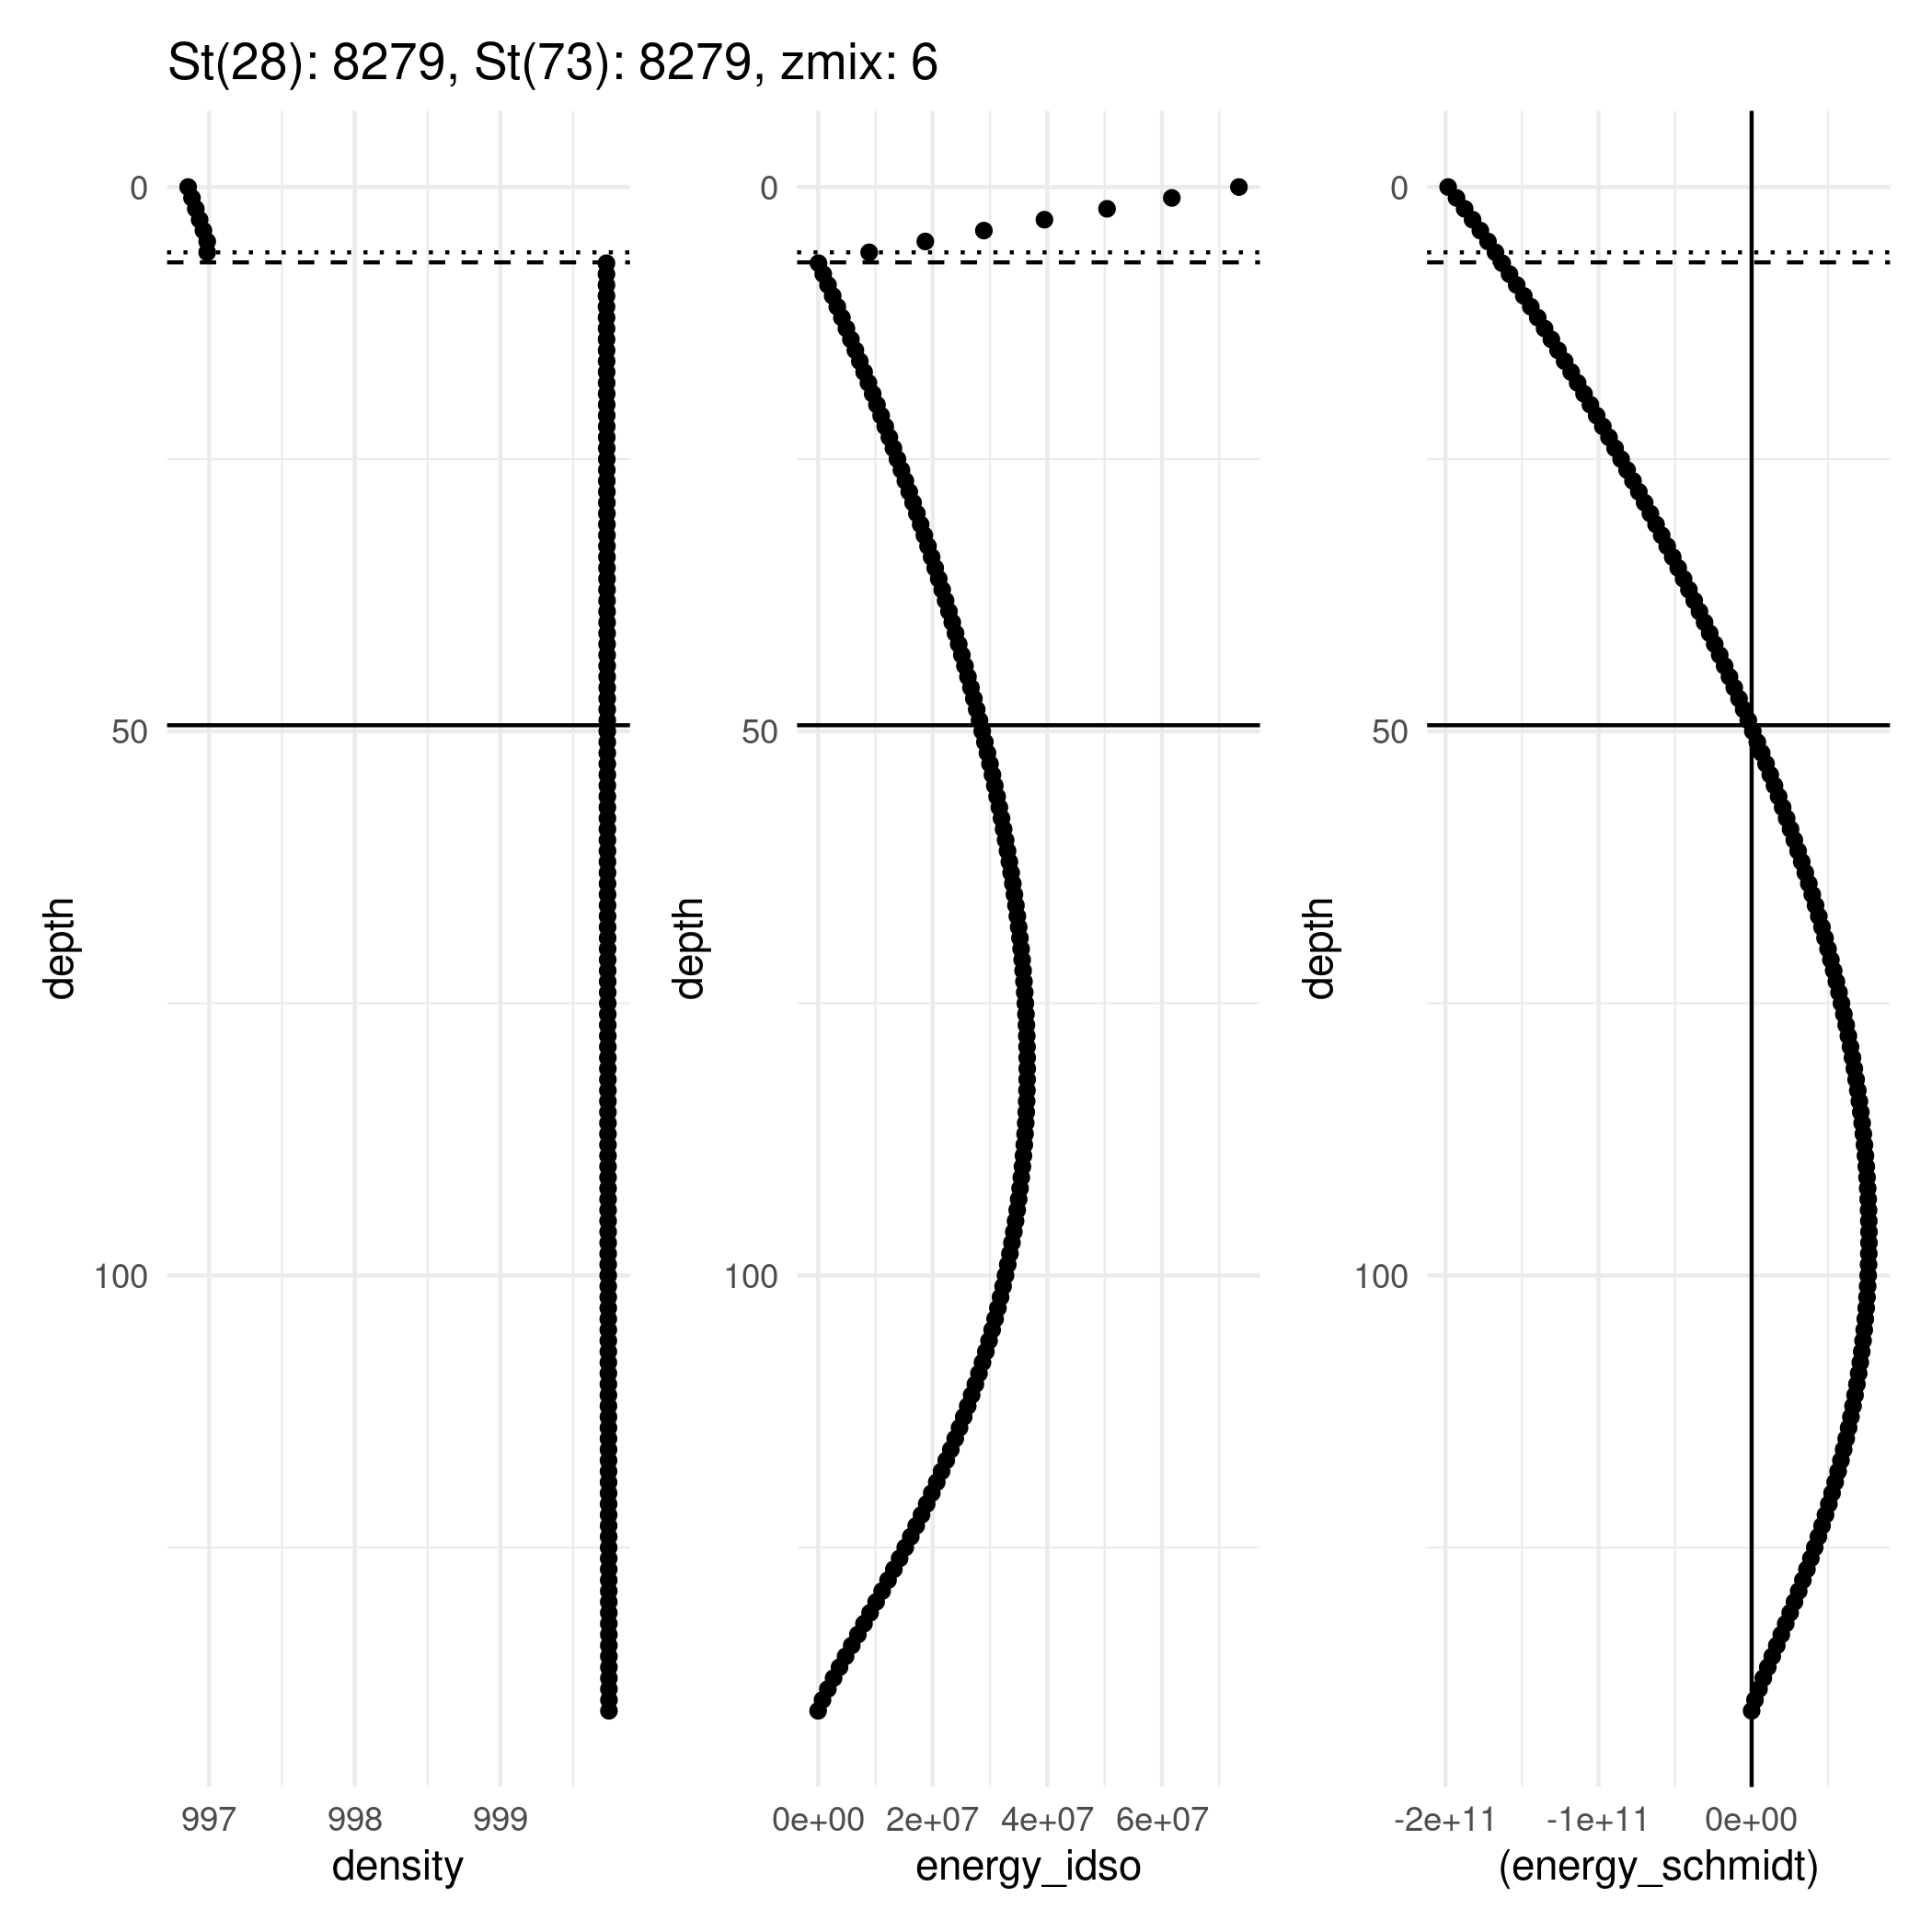 St(28): 8279, St(73): 8279, zmix: 6
0
50
100
depth
997 998 999
density
0
50
100
depth
0e+00 2e+07 4e+07 6e+07
energy_idso
0
50
100
depth
-2e+11 -1e+11 0e+00
(energy_schmidt)